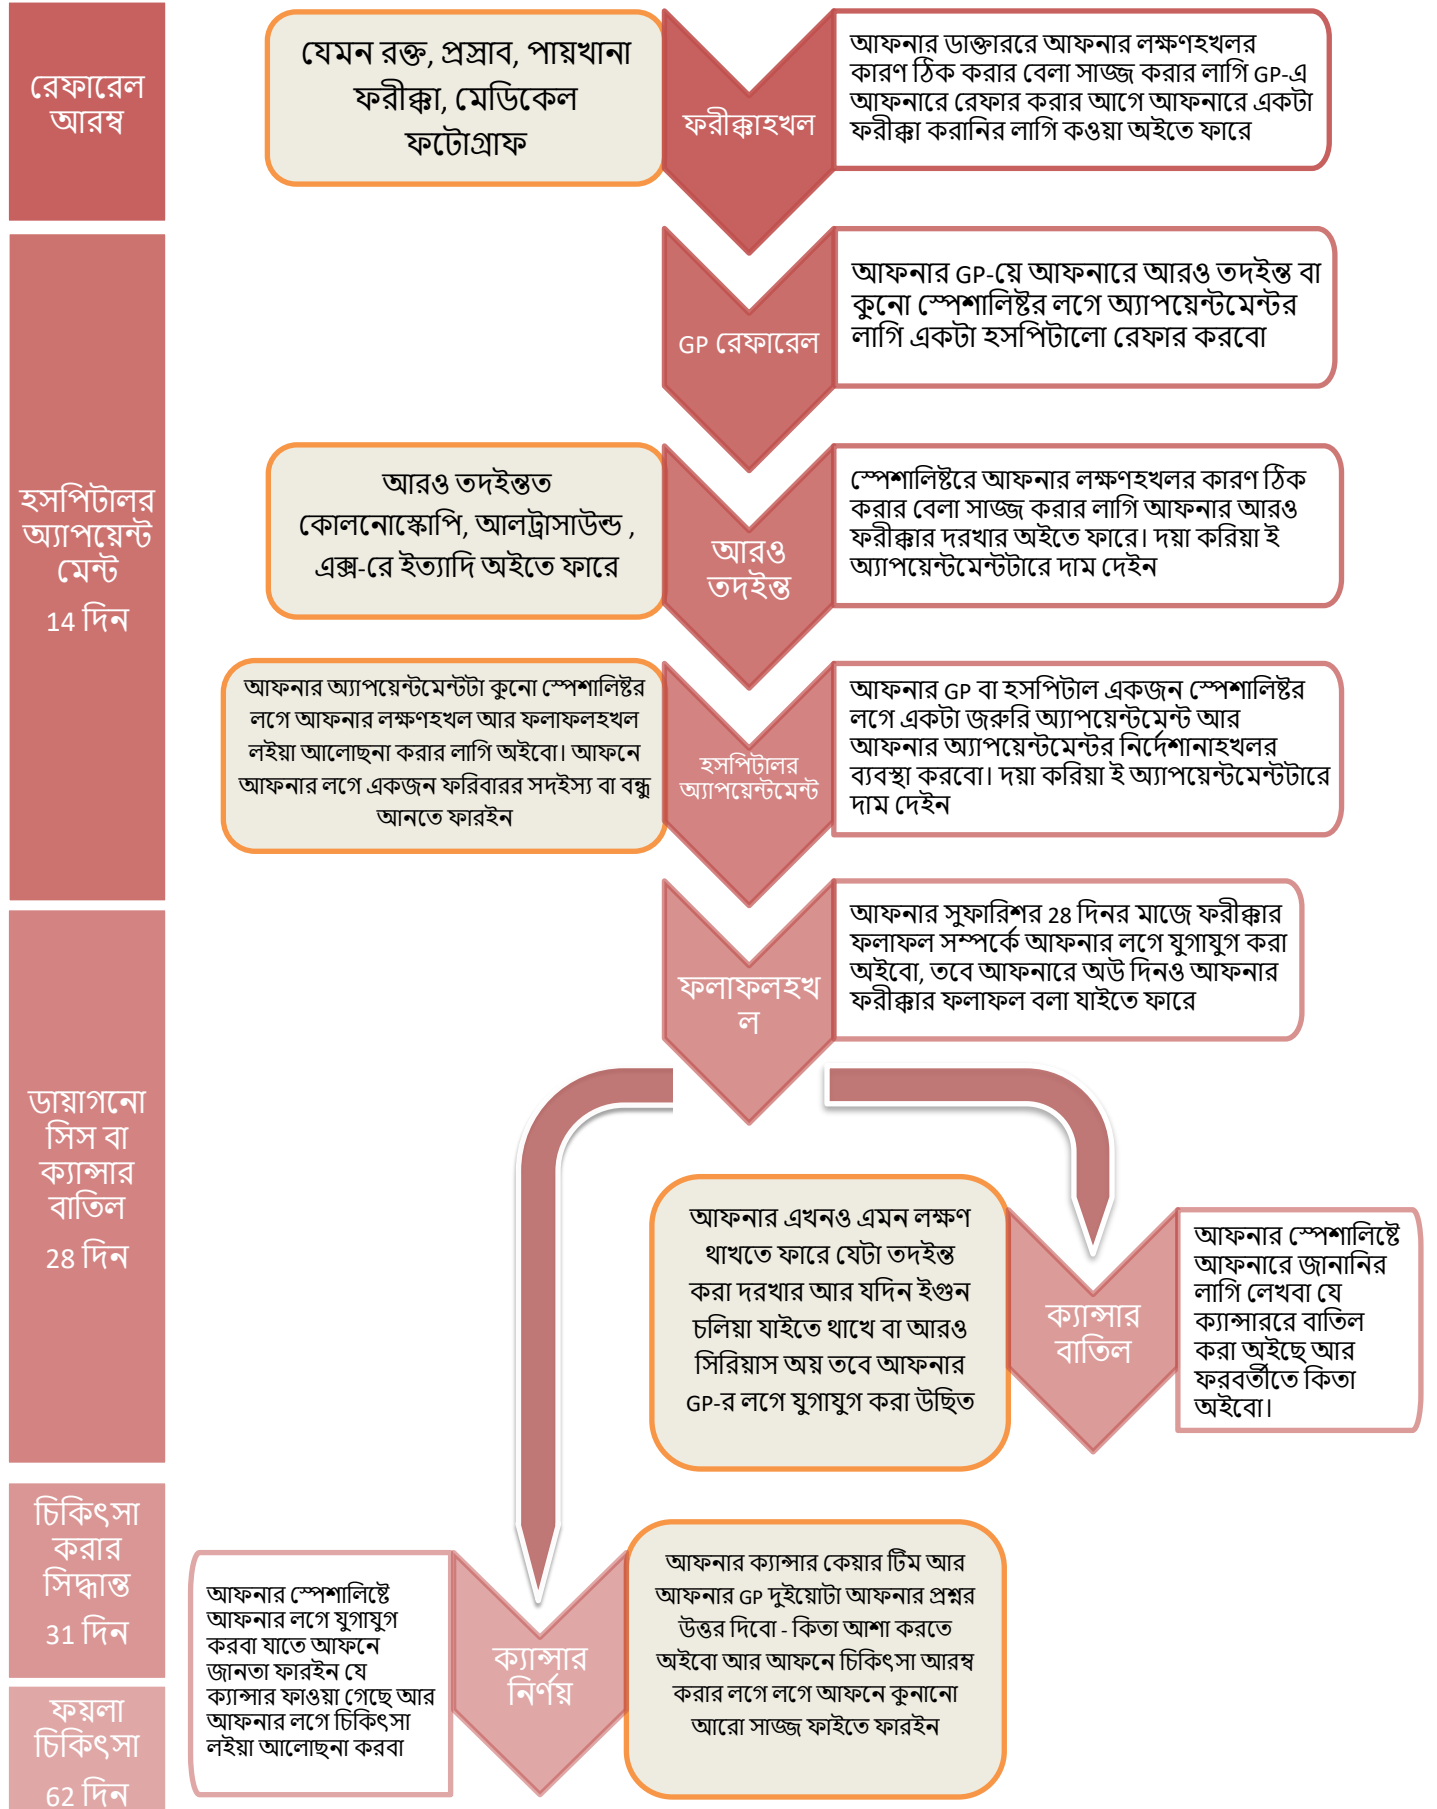 রেফারেল
আরম্ব
যেমন রক্ত, প্রস্রাব, পায়খানা
ফরীক্কা, মেডিকেল
ফটোগ্রাফ
ফরীক্কাহখল
আফনার ডাক্তাররে আফনার লক্ষণহখলর
কারণ ঠিক করার বেলা সাজ্জ করার লাগি GP-এ
আফনারে রেফার করার আগে আফনারে একটা
ফরীক্কা করানির লাগি কওয়া অইতে ফারে
হসপিটালর
অ্যাপয়েন্ট
মেন্ট
14 দিন
GP রেফারেল
আফনার GP-য়ে আফনারে আরও তদইন্ত বা
কুনো স্পেশালিষ্টর লগে অ্যাপয়েন্টমেন্টর
লাগি একটা হসপিটালো রেফার করবো
আরও তদইন্তত
কোলনোস্কোপি, আলট্রাসাউন্ড ,
এক্স-রে ইত্যাদি অইতে ফারে
আরও
তদইন্ত
স্পেশালিষ্টরে আফনার লক্ষণহখলর কারণ ঠিক
করার বেলা সাজ্জ করার লাগি আফনার আরও
ফরীক্কার দরখার অইতে ফারে। দয়া করিয়া ই
অ্যাপয়েন্টমেন্টটারে দাম দেইন
আফনার অ্যাপয়েন্টমেন্টটা কুনো স্পেশালিষ্টর
লগে আফনার লক্ষণহখল আর ফলাফলহখল
লইয়া আলোছনা করার লাগি অইবো। আফনে
আফনার লগে একজন ফরিবারর সদইস্য বা বন্ধু
আনতে ফারইন
হসপিটালর
অ্যাপয়েন্টমেন্ট
আফনার GP বা হসপিটাল একজন স্পেশালিষ্টর
লগে একটা জরুরি অ্যাপয়েন্টমেন্ট আর
আফনার অ্যাপয়েন্টমেন্টর নির্দেশানাহখলর
ব্যবস্থা করবো। দয়া করিয়া ই অ্যাপয়েন্টমেন্টটারে
দাম দেইন
ডায়াগনো
সিস বা
ক্যান্সার
বাতিল
28 দিন
ফলাফলহখ
ল
আফনার সুফারিশর 28 দিনর মাজে ফরীক্কার
ফলাফল সম্পর্কে আফনার লগে যুগাযুগ করা
অইবো, তবে আফনারে অউ দিনও আফনার
ফরীক্কার ফলাফল বলা যাইতে ফারে
আফনার এখনও এমন লক্ষণ
থাখতে ফারে যেটা তদইন্ত
করা দরখার আর যদিন ইগুন
চলিয়া যাইতে থাখে বা আরও
সিরিয়াস অয় তবে আফনার
GP-র লগে যুগাযুগ করা উছিত
ক্যান্সার
বাতিল
আফনার স্পেশালিষ্টে
আফনারে জানানির
লাগি লেখবা যে
ক্যান্সাররে বাতিল
করা অইছে আর
ফরবর্তীতে কিতা
অইবো।
চিকিৎসা
করার
সিদ্ধান্ত
31 দিন
ফয়লা
চিকিৎসা
62 দিন
আফনার স্পেশালিষ্টে
আফনার লগে যুগাযুগ
করবা যাতে আফনে
জানতা ফারইন যে
ক্যান্সার ফাওয়া গেছে আর
আফনার লগে চিকিৎসা
লইয়া আলোছনা করবা
ক্যান্সার
নির্ণয়
আফনার ক্যান্সার কেয়ার টিম আর
আফনার GP দুইয়োটা আফনার প্রশ্নর
উত্তর দিবো - কিতা আশা করতে
অইবো আর আফনে চিকিৎসা আরম্ব
করার লগে লগে আফনে কুনানো
আরো সাজ্জ ফাইতে ফারইন